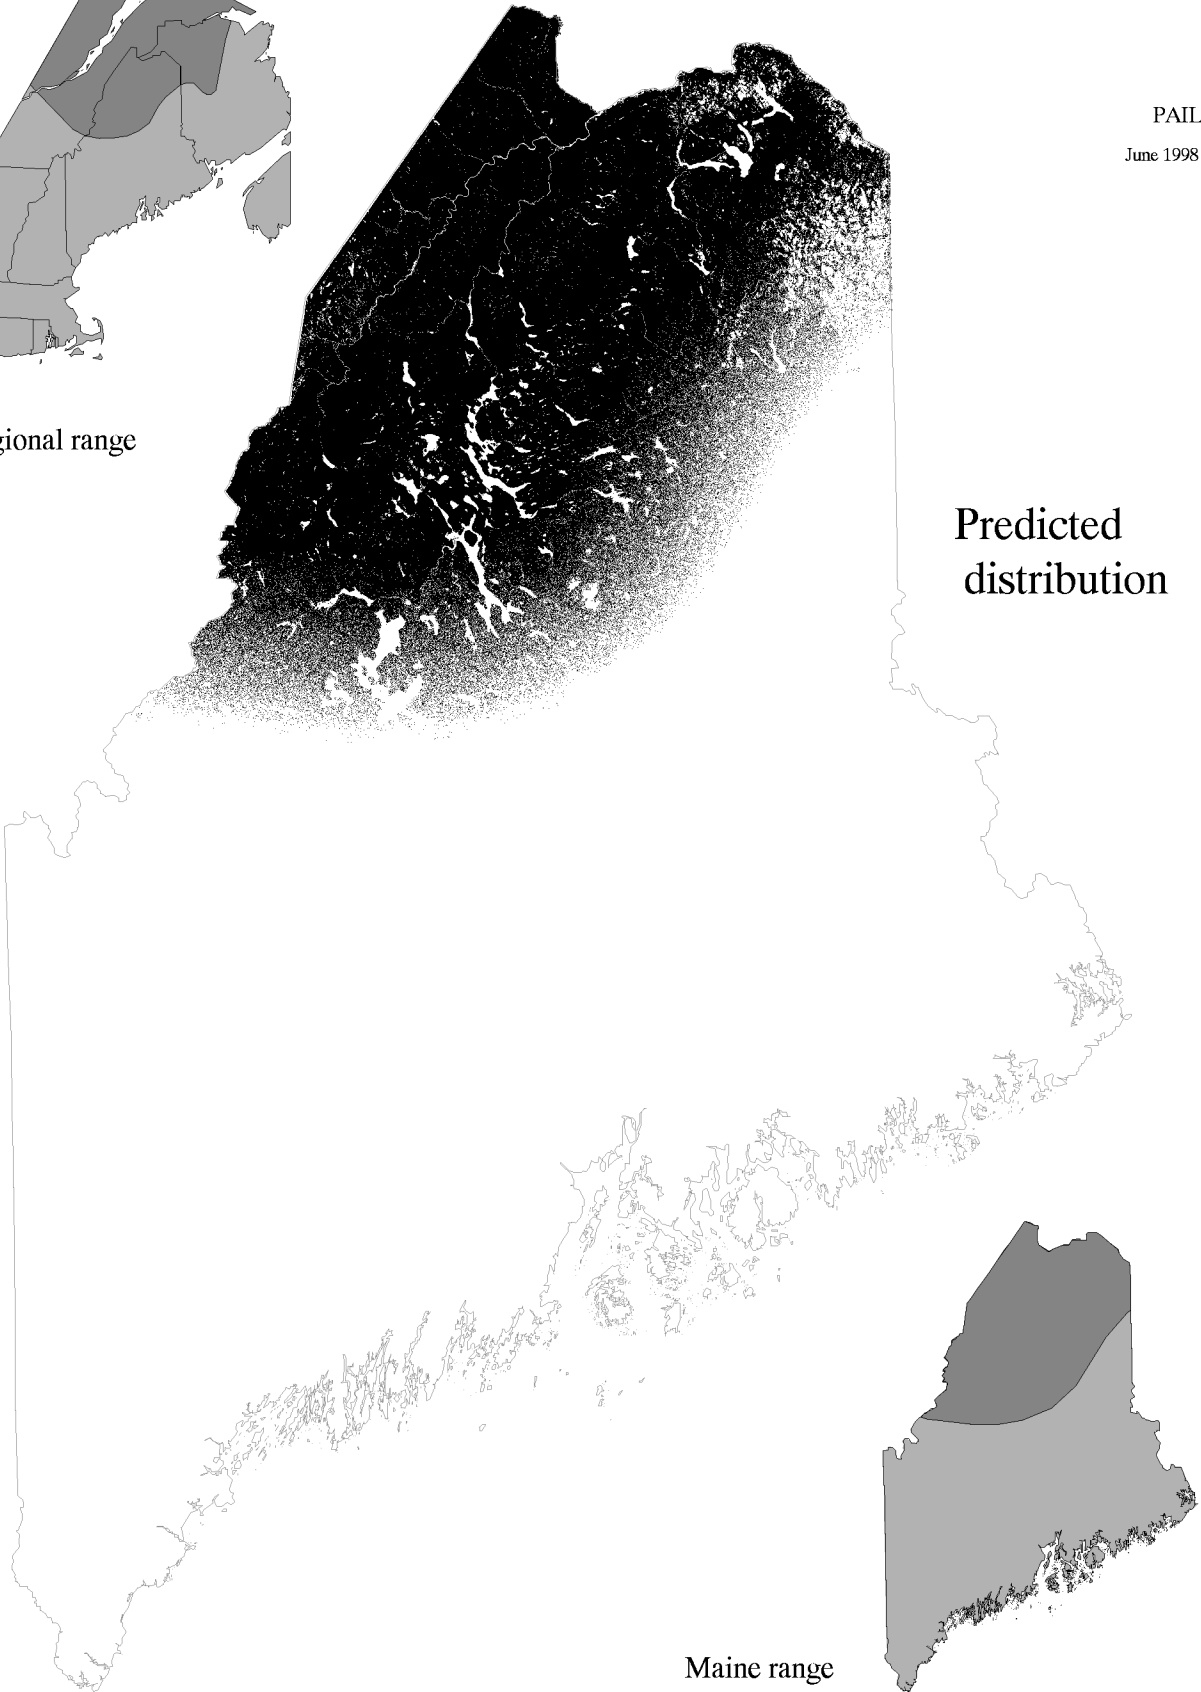 PAIL
June 1998
gional range
Predicted
distribution
Maine range